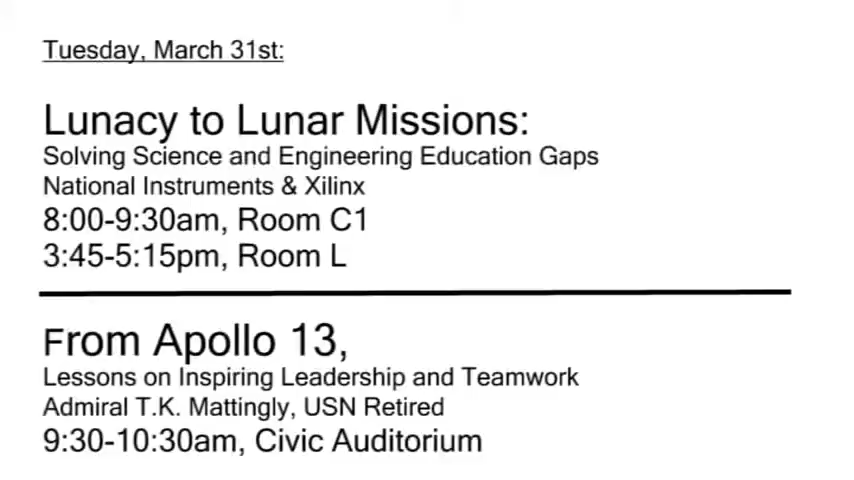 Tuesday, March 31st:
Lunacy to Lunar Missions:
Solving Science and Engineering Education Gaps
National Instruments & Xilinx
8:00-9:30am, Room C1
3:45-5:15pm, Room L
From Apollo 13,
Lessons on Inspiring Leadership and Teamwork
Admiral T.K. Mattingly, USN Retired
9:30-10:30am, Civic Auditorium